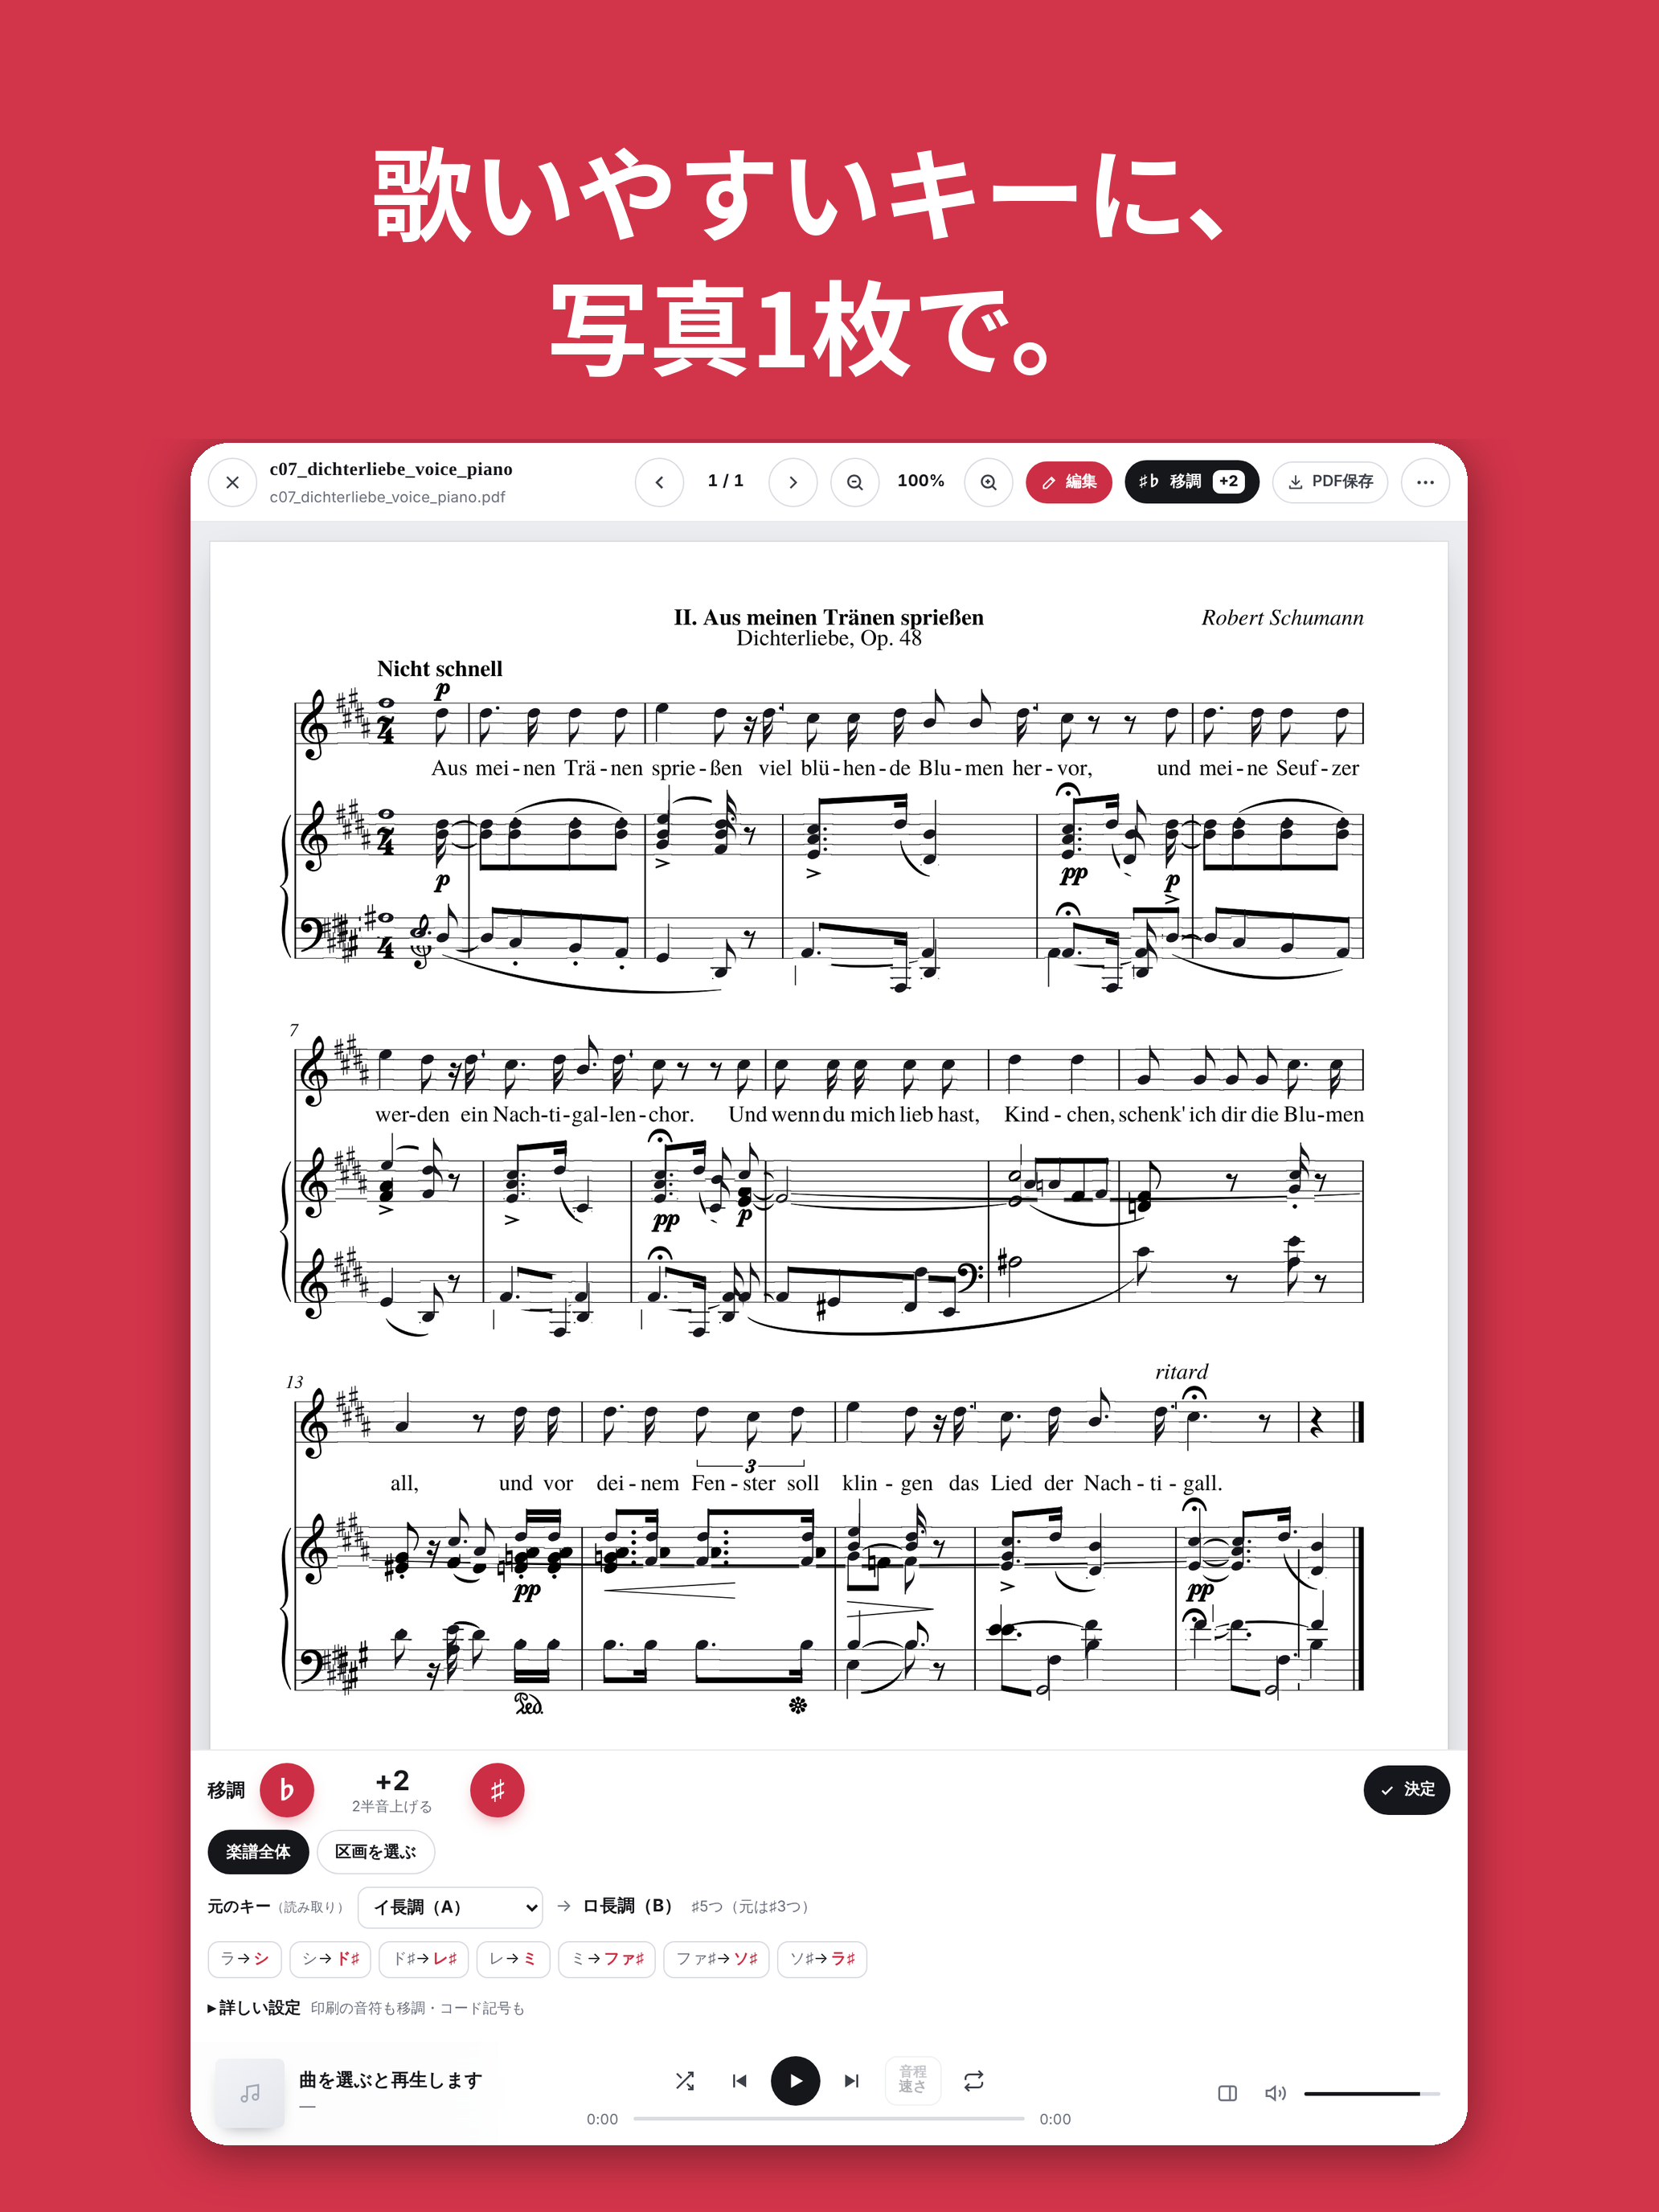 歌いやすいキーに、
写真1枚で。
c07_dichterliebe_voice_piano
c07_dichterliebe_voice_piano.pdf
1 / 1
100%
編集
♯♭ 移調 +2
PDF保存
II. Aus meinen Tränen sprießen
Robert Schumann
Dichterliebe, Op. 48
Nicht schnell
p
Aus mei-nen Trä-nen sprie-ßen viel blü-hen-de Blu-men her-vor, und mei-ne Seuf-zer
p pp p
7
wer-den ein Nach-ti-gal-len-chor. Und wenn du mich lieb hast, Kind-chen, schenk' ich dir die Blu-men
pp p
13
ritard
3
all, und vor dei-nem Fen-ster soll klin-gen das Lied der Nach-ti-gall.
pp pp
Ped.
移調 ♭ +2 ♯
2半音上げる
決定
楽譜全体 区画を選ぶ
元のキー（読み取り） イ長調（A） → ロ長調（B） ♯5つ（元は♯3つ）
ラ→シ シ→ド♯ ド♯→レ♯ レ→ミ ミ→ファ♯ ファ♯→ソ♯ ソ♯→ラ♯
▸詳しい設定 印刷の音符も移調・コード記号も
曲を選ぶと再生します
—
音程
速さ
0:00 0:00